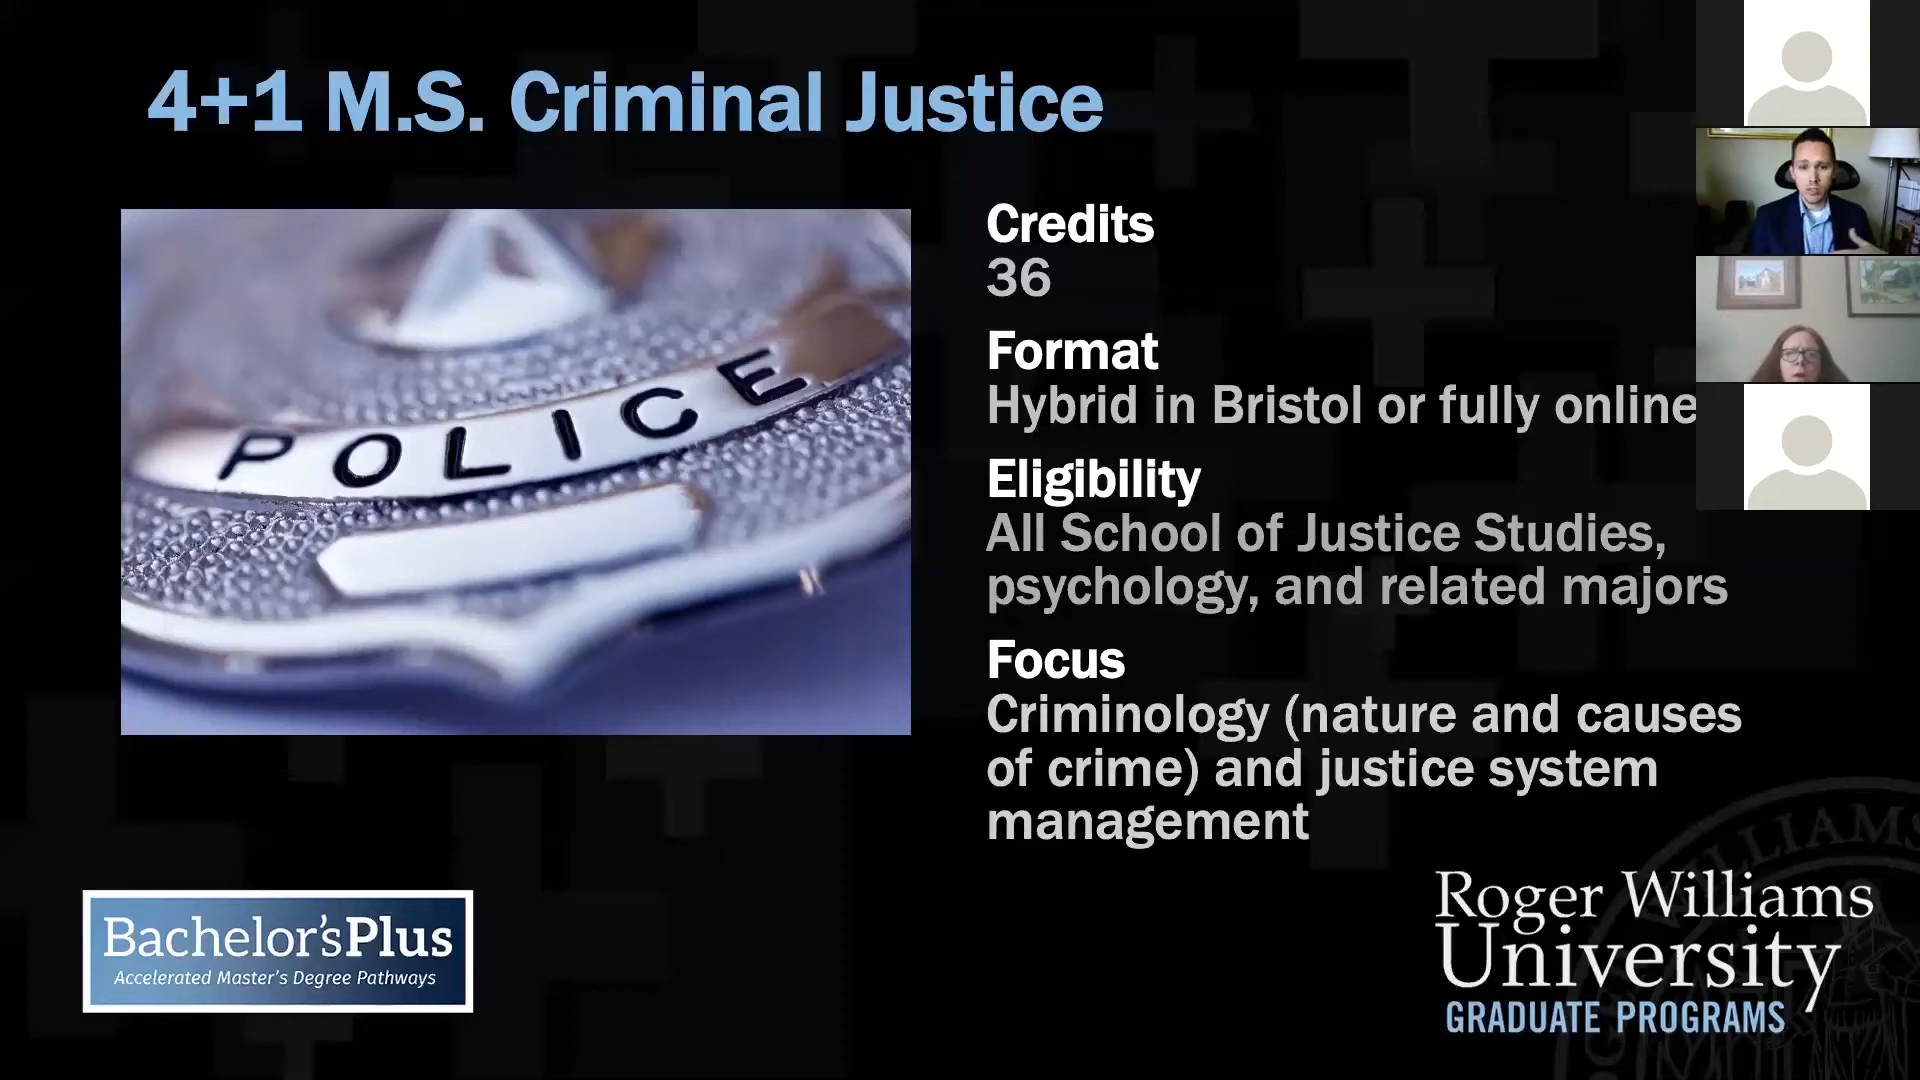 4+1 M.S. Criminal Justice
POLICE
Credits
36
Format
Hybrid in Bristol or fully online
Eligibility
All School of Justice Studies,
psychology, and related majors
Focus
Criminology (nature and causes
of crime) and justice system
management
Bachelor'sPlus
Accelerated Master's Degree Pathways
WILLIAMS
Roger Williams
University
GRADUATE PROGRAMS